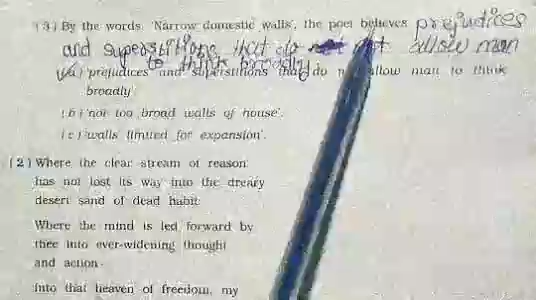 (3) By the words, 'Narrow domestic walls', the poet believes prejudices
and superstitions that do not allow man
to think broadly
(a) 'prejudices and superstitions that do not allow man to think
broadly'
(b) 'not too broad walls of house'.
(c) 'walls limited for expansion'.
(2) Where the clear stream of reason
has not lost its way into the dreary
desert sand of dead habit
Where the mind is led forward by
thee into ever-widening thought
and action-
Into that heaven of freedom, my